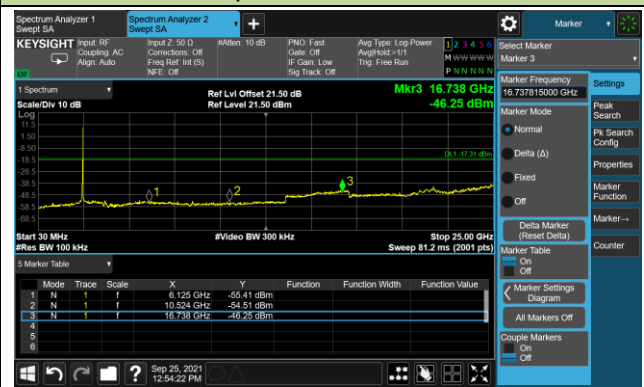 Spectrum Analyzer 1
Swept SA
Spectrum Analyzer 2
Swept SA
+
Marker
KEYSIGHT
Input: RF
Coupling: AC
Align: Auto
Input Z: 50 Ω
Corrections: Off
Freq Ref: Int (S)
NFE: Off
#Atten: 10 dB
PNO: Fast
Gate: Off
IF Gain: Low
Sig Track: Off
Avg Type: Log-Power
Avg|Hold:>1/1
Trig: Free Run
1 2 3 4 5 6
M W W W W W
P N N N N N
LXI
Select Marker
Marker 3
1 Spectrum
Scale/Div 10 dB
Log
Ref Lvl Offset 21.50 dB
Ref Level 21.50 dBm
Mkr3 16.738 GHz
-46.25 dBm
11.5
1.50
-8.50
-18.5
-28.5
-38.5
-48.5
-58.5
-68.5
DL1 -17.31 dBm
1
2
3
Start 30 MHz
#Res BW 100 kHz
#Video BW 300 kHz
Stop 25.00 GHz
Sweep 81.2 ms (2001 pts)
5 Marker Table
Mode Trace Scale X Y Function Function Width Function Value
1 N 1 f 6.125 GHz -55.41 dBm
2 N 1 f 10.524 GHz -54.51 dBm
3 N 1 f 16.738 GHz -46.25 dBm
4
5
6
Marker Frequency
16.737815000 GHz
Marker Mode
Normal
Delta (Δ)
Fixed
Off
Delta Marker
(Reset Delta)
Marker Table
On
Off
Marker Settings
Diagram
All Markers Off
Couple Markers
On
Off
Settings
Peak
Search
Pk Search
Config
Properties
Marker
Function
Marker→
Counter
?
Sep 25, 2021
12:54:22 PM